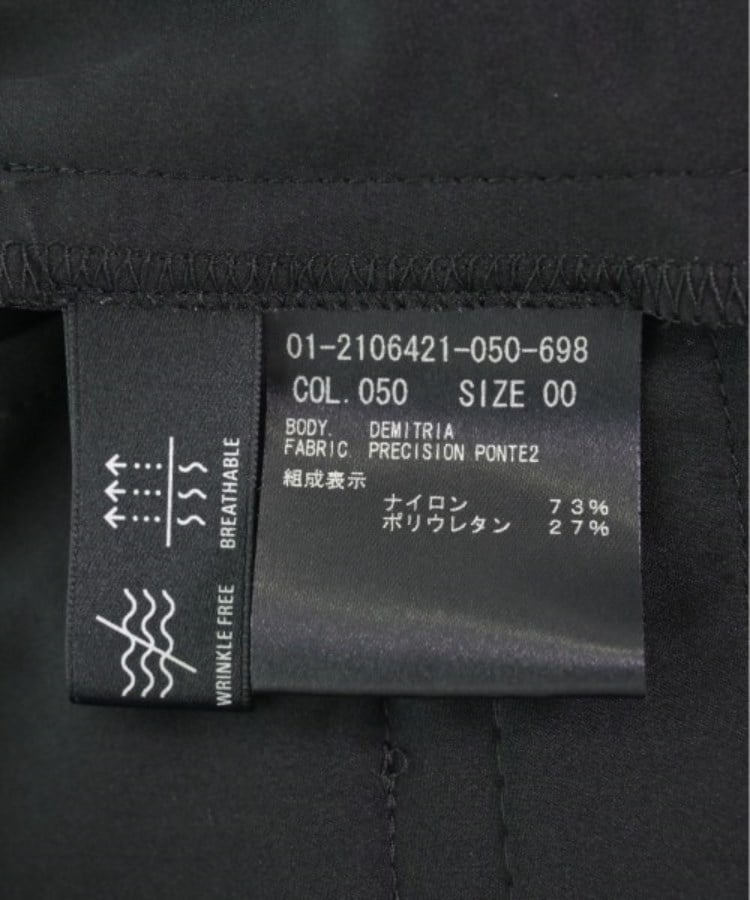 01-2106421-050-698
COL.050 SIZE 00
BODY. DEMITRIA
FABRIC PRECISION PONTE2
組成表示
ナイロン 73%
ポリウレタン 27%
BREATHABLE
WRINKLE FREE